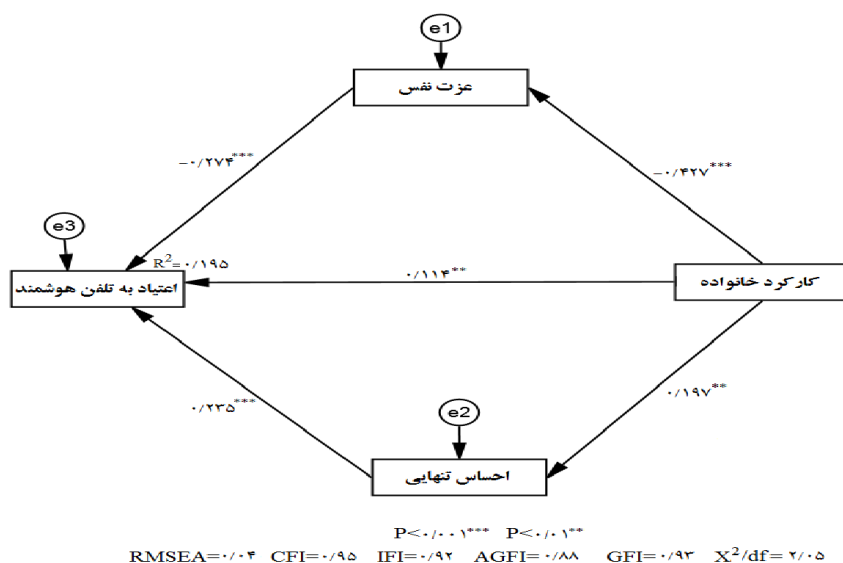 e1
عزت نفس
-۰/۲۷۴***
-۰/۴۲۷***
e3
R²=۰/۱۹۵
اعتیاد به تلفن هوشمند
۰/۱۱۴**
کارکرد خانواده
۰/۲۳۵***
۰/۱۹۷**
e2
احساس تنهایی
P<۰/۰۰۱*** P<۰/۰۱**
RMSEA=۰/۰۴ CFI=۰/۹۵ IFI=۰/۹۲ AGFI=۰/۸۸ GFI=۰/۹۳ X²/df=۲/۰۵